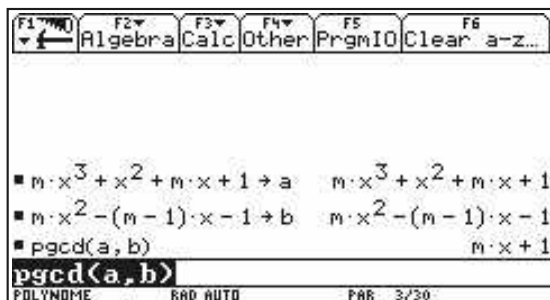 F1 F2 F3 F4 F5 F6
Algebra Calc Other PrgmIO Clear a-z…
▪ m·x³ + x² + m·x + 1 → a m·x³ + x² + m·x + 1
▪ m·x² - (m - 1)·x - 1 → b m·x² - (m - 1)·x - 1
▪ pgcd(a, b) m·x + 1
pgcd(a,b)
POLYNOME RAD AUTO PAR 3/30